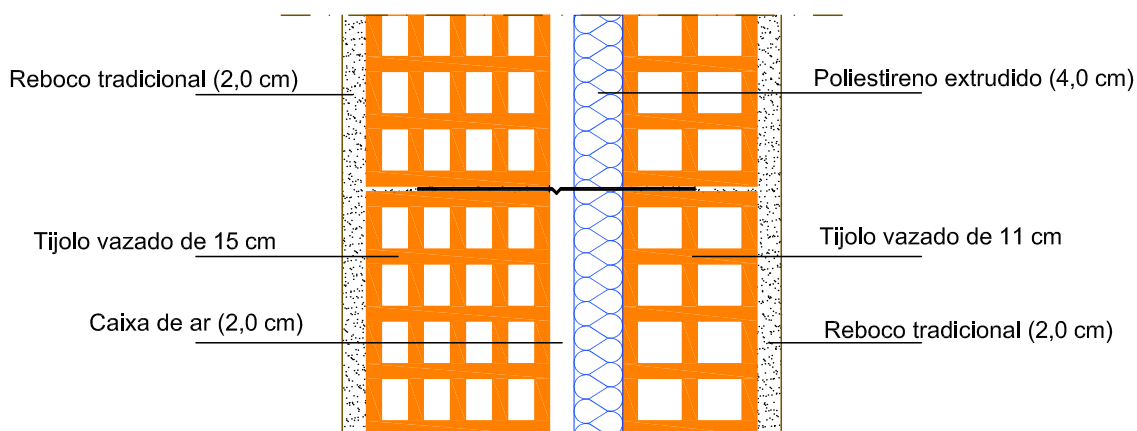 Reboco tradicional (2,0 cm)
Poliestireno extrudido (4,0 cm)
Tijolo vazado de 15 cm
Tijolo vazado de 11 cm
Caixa de ar (2,0 cm)
Reboco tradicional (2,0 cm)